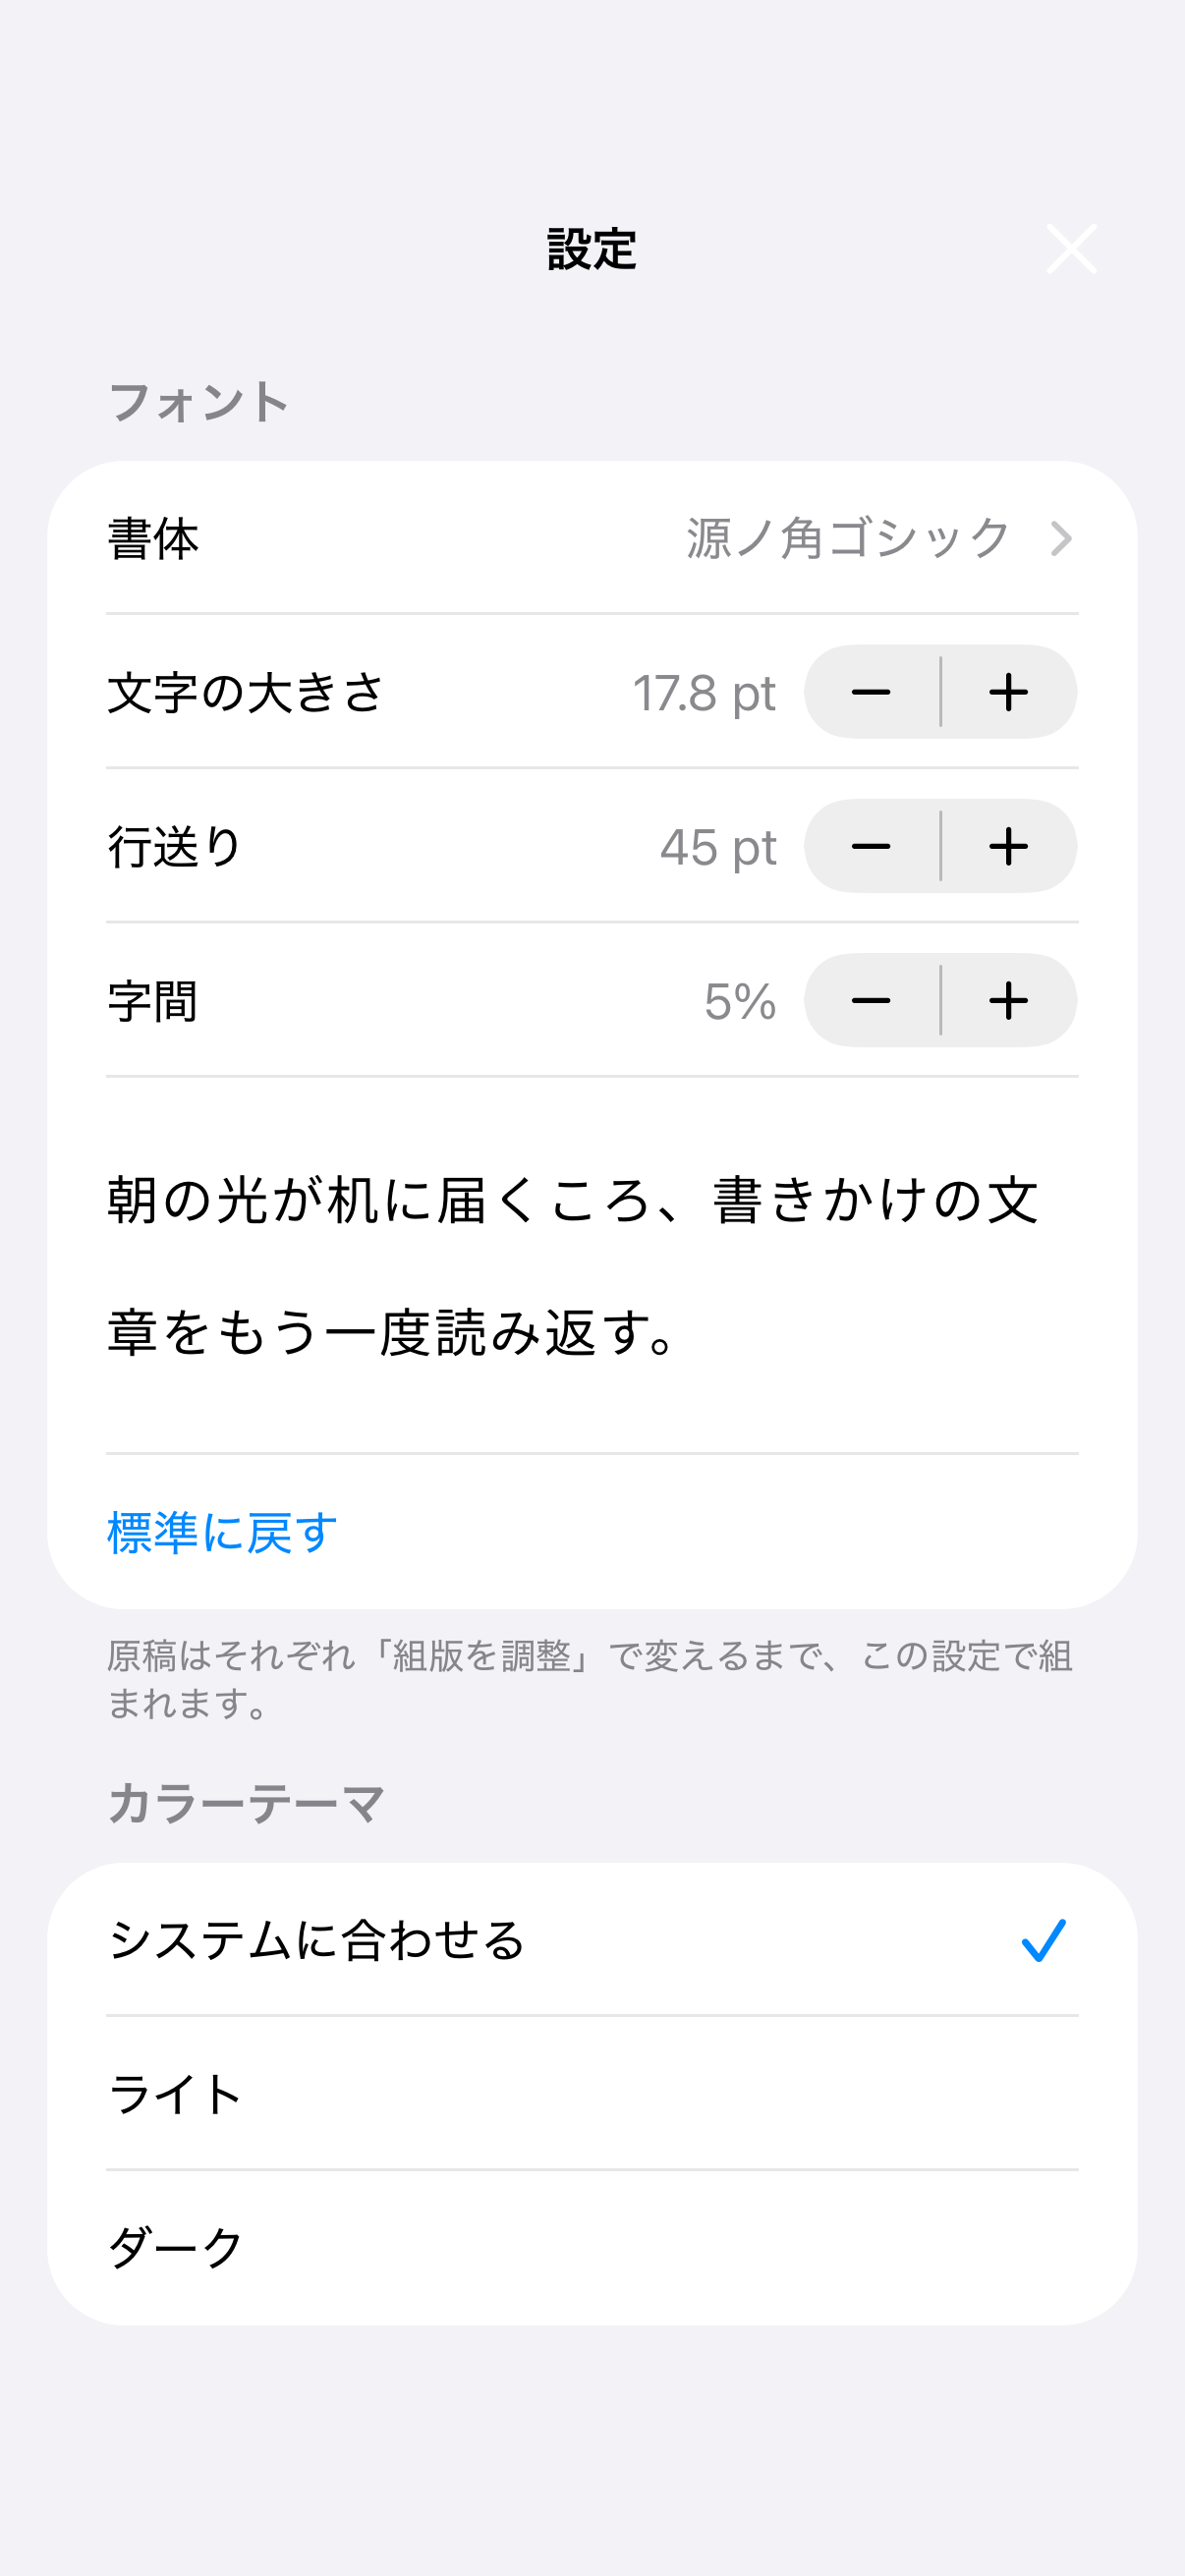 設定
フォント
書体 源ノ角ゴシック
文字の大きさ 17.8 pt
行送り 45 pt
字間 5%
朝の光が机に届くころ、書きかけの文
章をもう一度読み返す。
標準に戻す
原稿はそれぞれ「組版を調整」で変えるまで、この設定で組
まれます。
カラーテーマ
システムに合わせる
ライト
ダーク